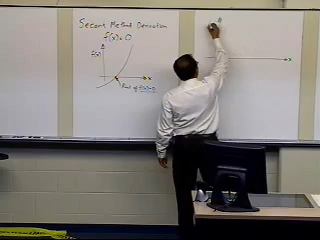 Secant Method Derivation
f(x)=0
f(x)
x
Root of f(x)=0
x